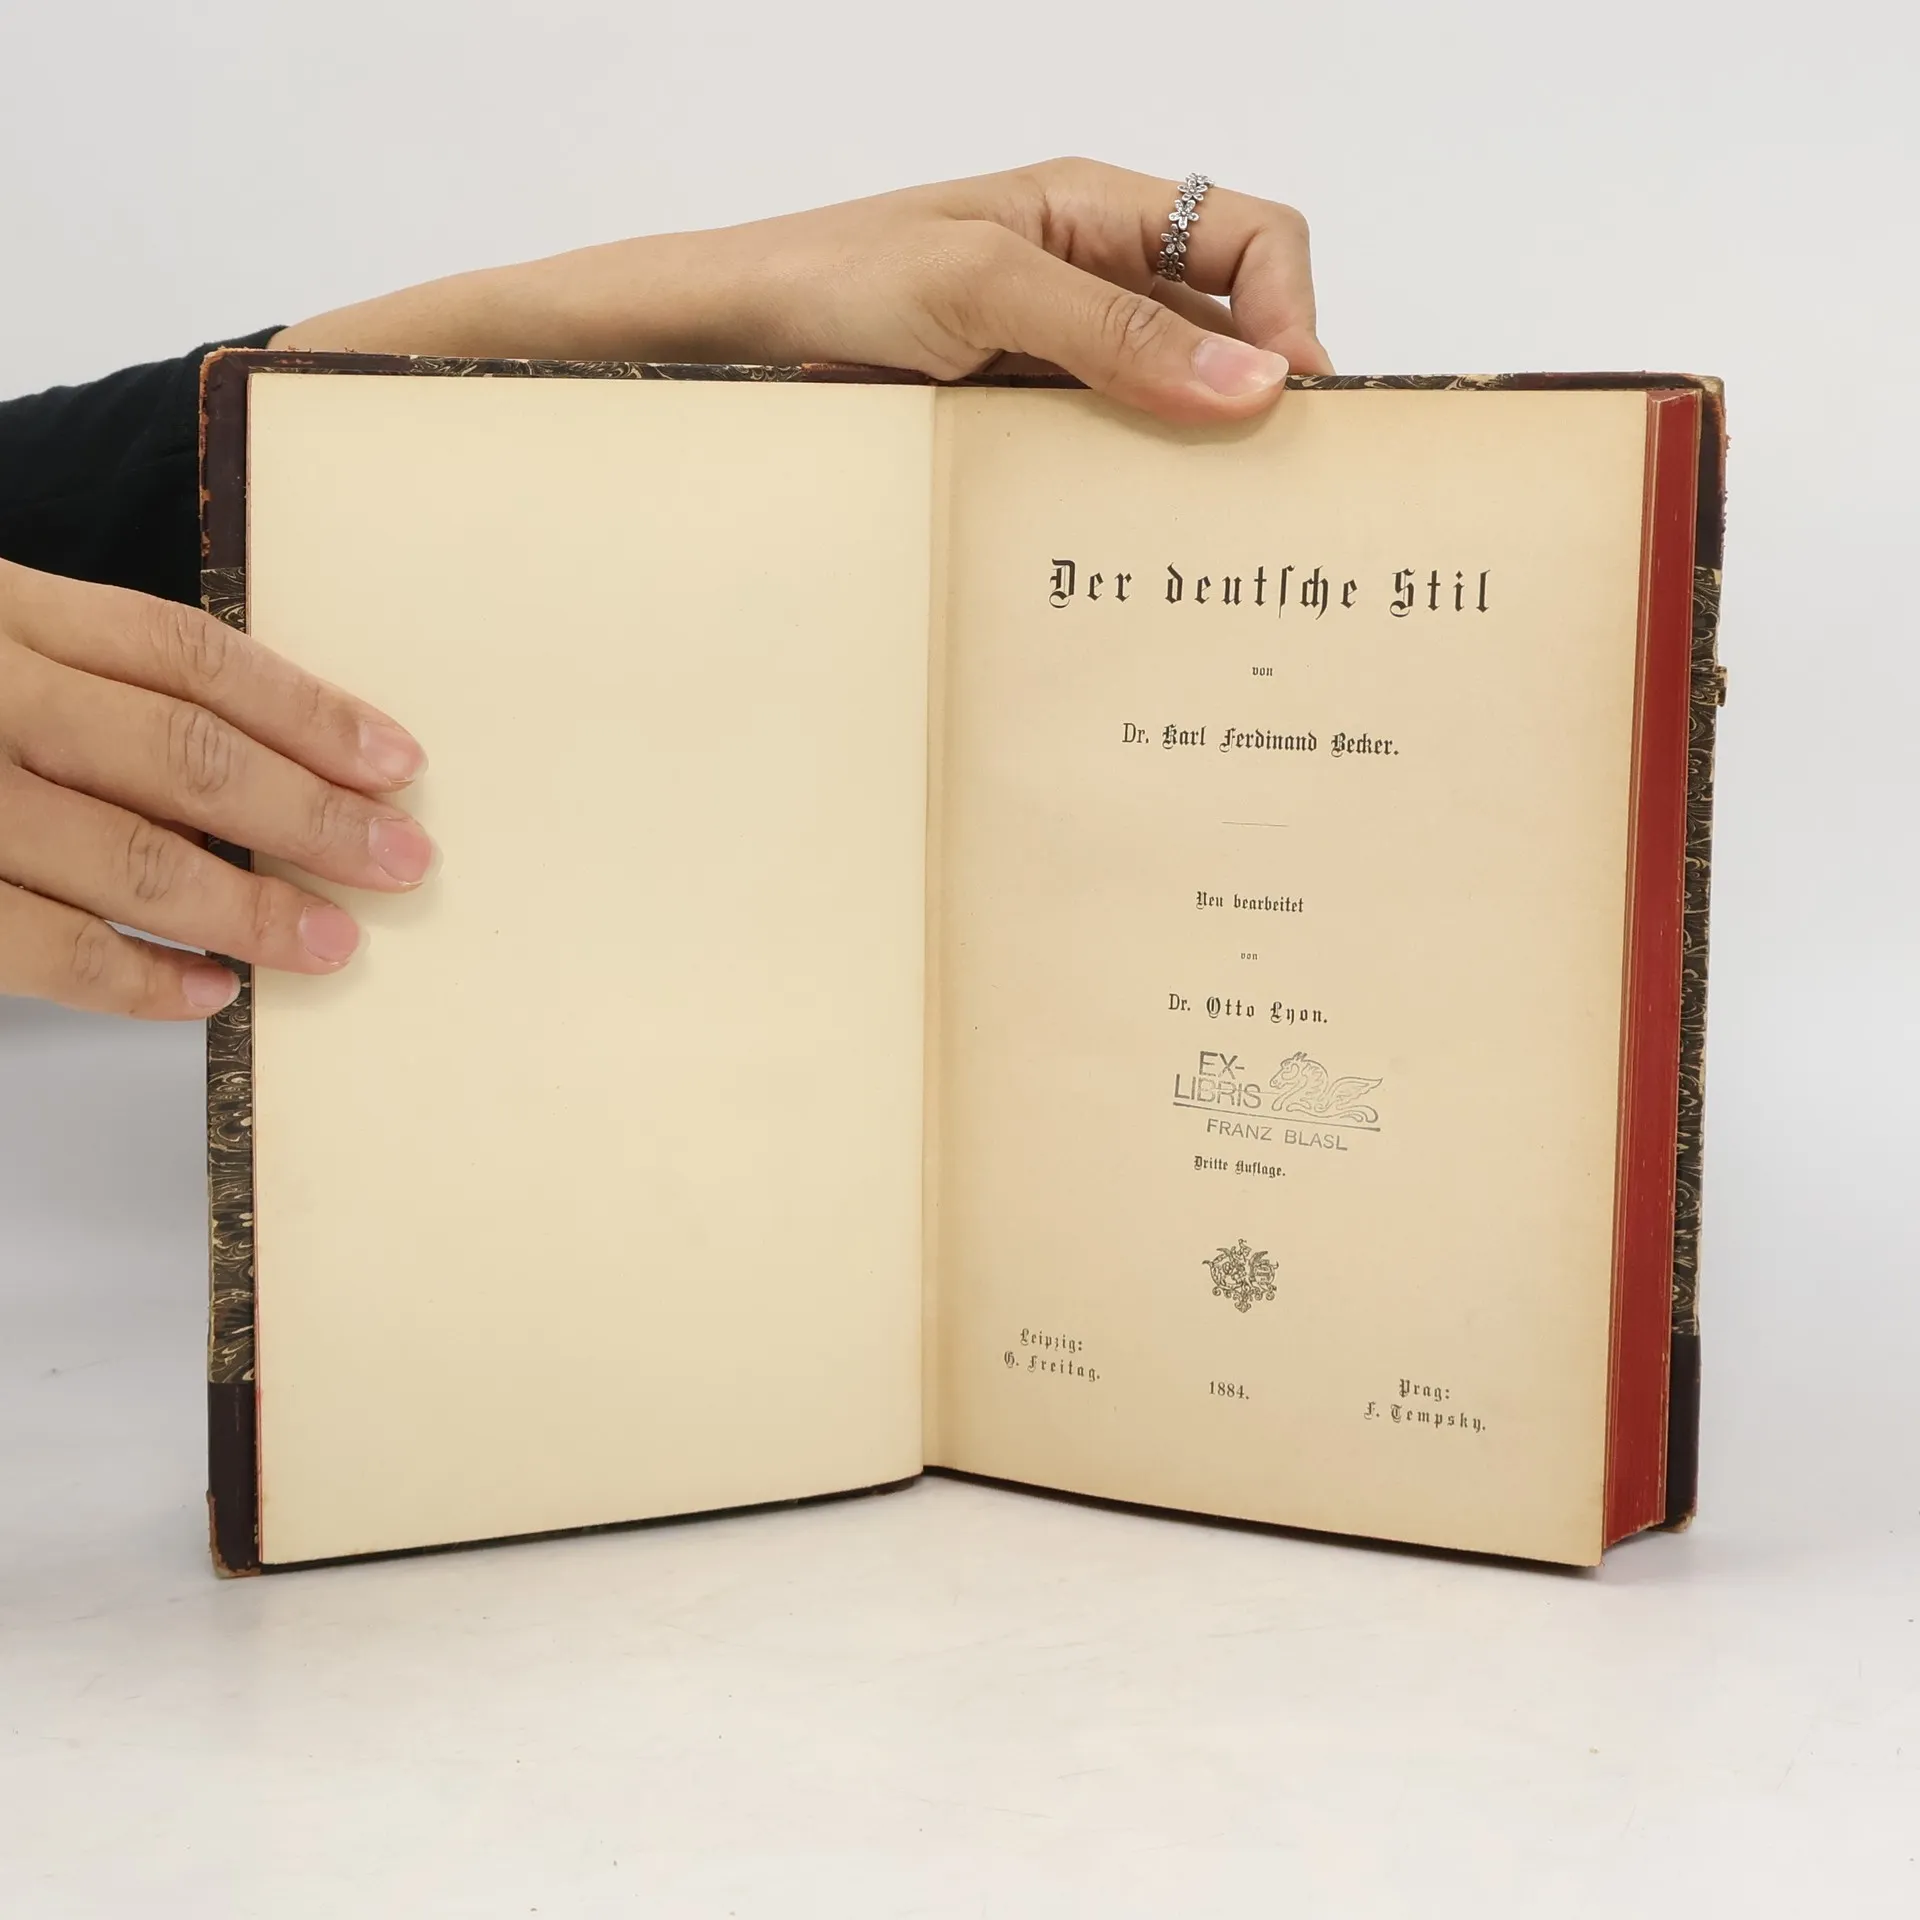 Der deutſche Stil
von
Dr. Karl Ferdinand Becker.
Neu bearbeitet
von
Dr. Otto Lyon.
EX-
LIBRIS
FRANZ BLASL
Dritte Auflage.
Leipzig:
G. Freitag.
1884.
Prag:
F. Tempsky.